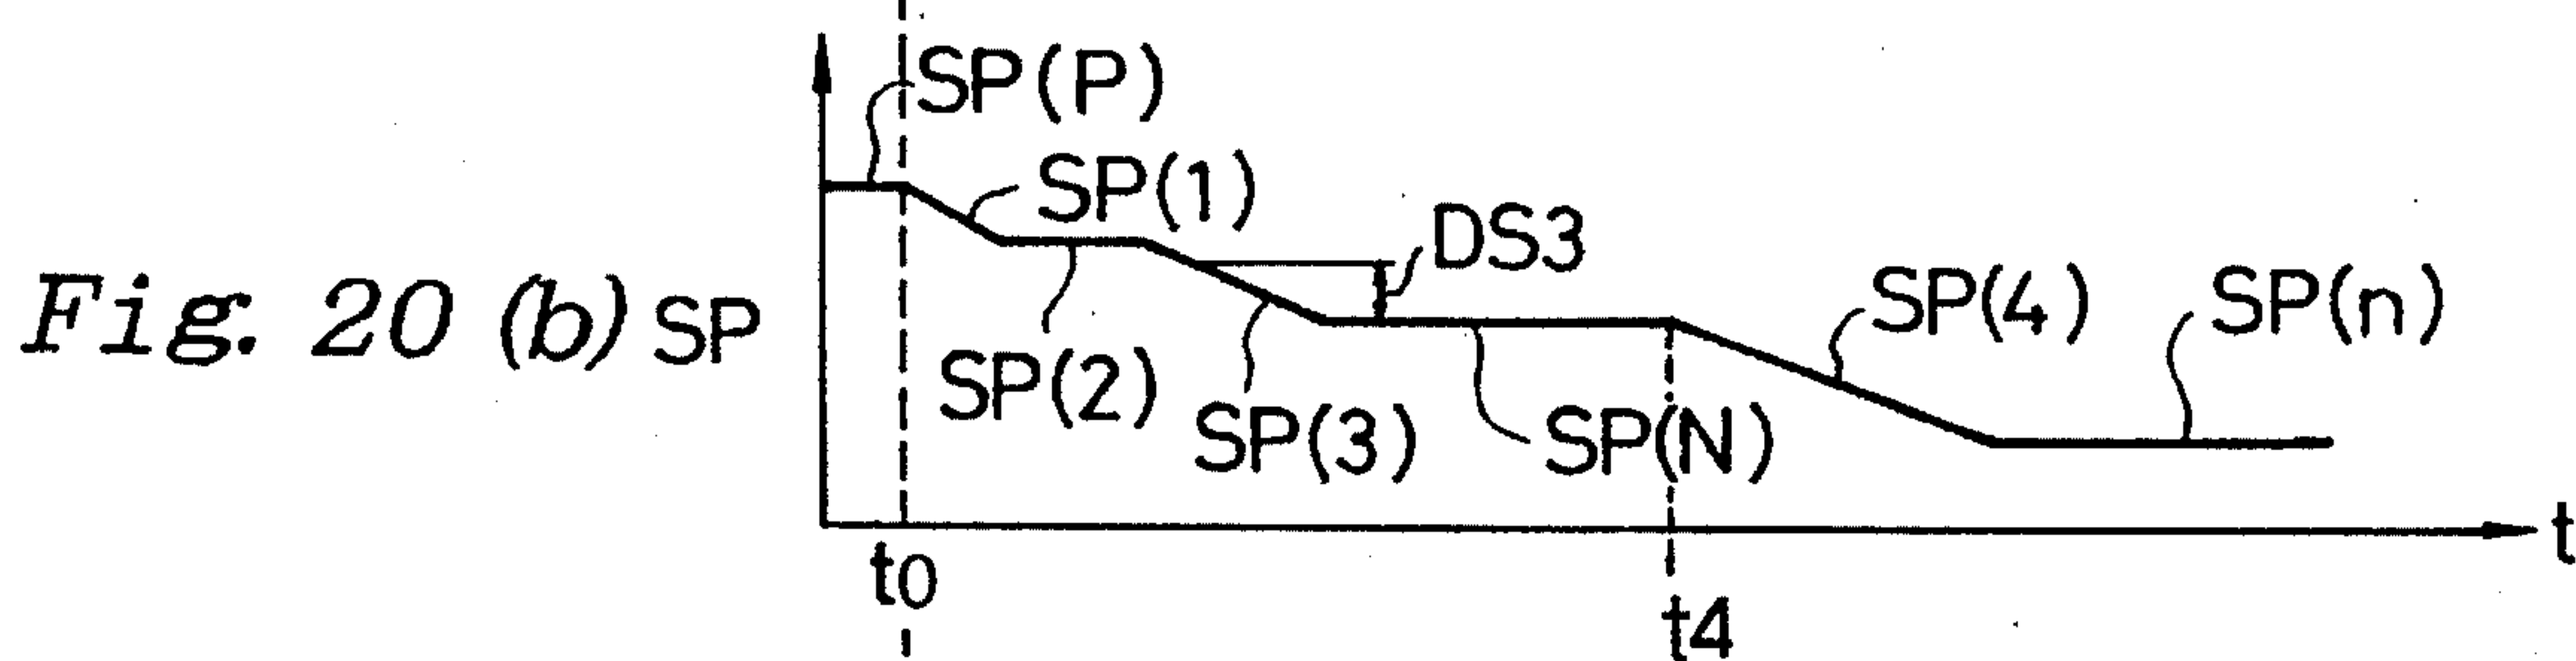 SP(P)
SP(1)
DS3
Fig. 20 (b) SP
SP(2)
SP(3)
SP(N)
SP(4)
SP(n)
t
t0
t4